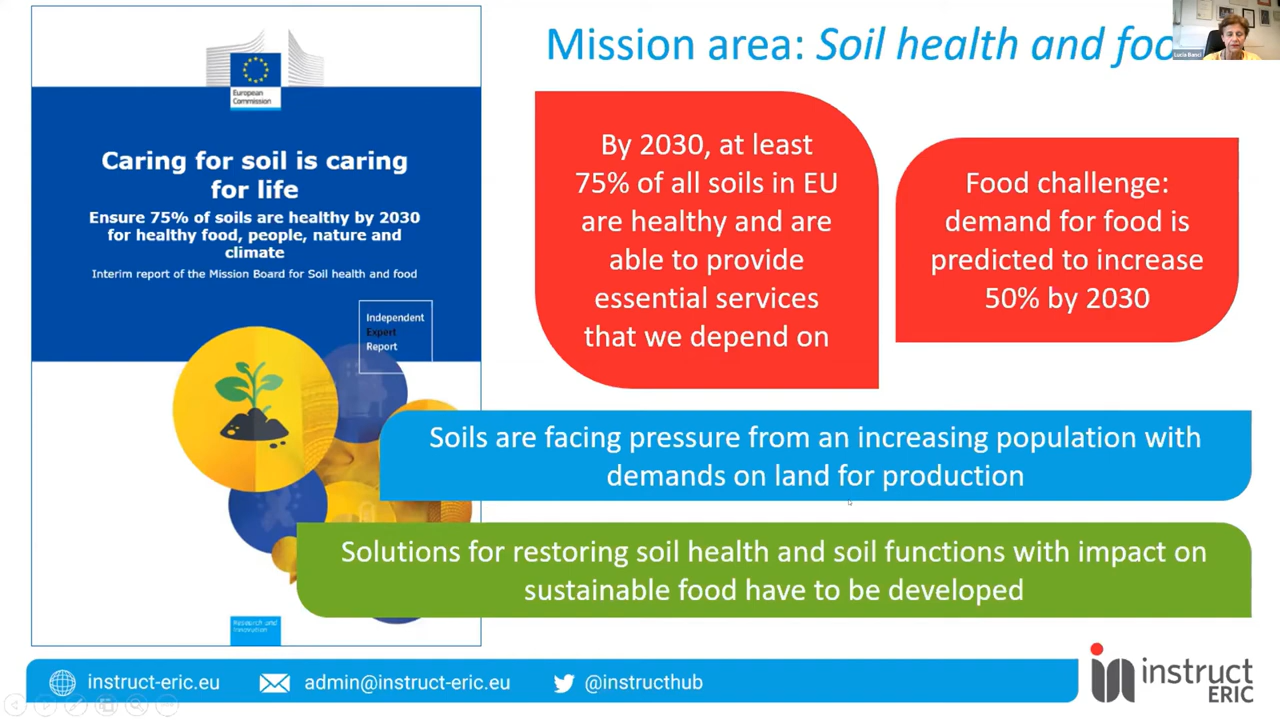 Mission area: Soil health and foo
Lucia Banci
European
Commission
Caring for soil is caring
for life
Ensure 75% of soils are healthy by 2030
for healthy food, people, nature and
climate
Interim report of the Mission Board for Soil health and food
Independent
Expert
Report
Research and
Innovation
By 2030, at least
75% of all soils in EU
are healthy and are
able to provide
essential services
that we depend on
Food challenge:
demand for food is
predicted to increase
50% by 2030
Soils are facing pressure from an increasing population with
demands on land for production
Solutions for restoring soil health and soil functions with impact on
sustainable food have to be developed
instruct-eric.eu
admin@instruct-eric.eu
@instructhub
instruct
ERIC